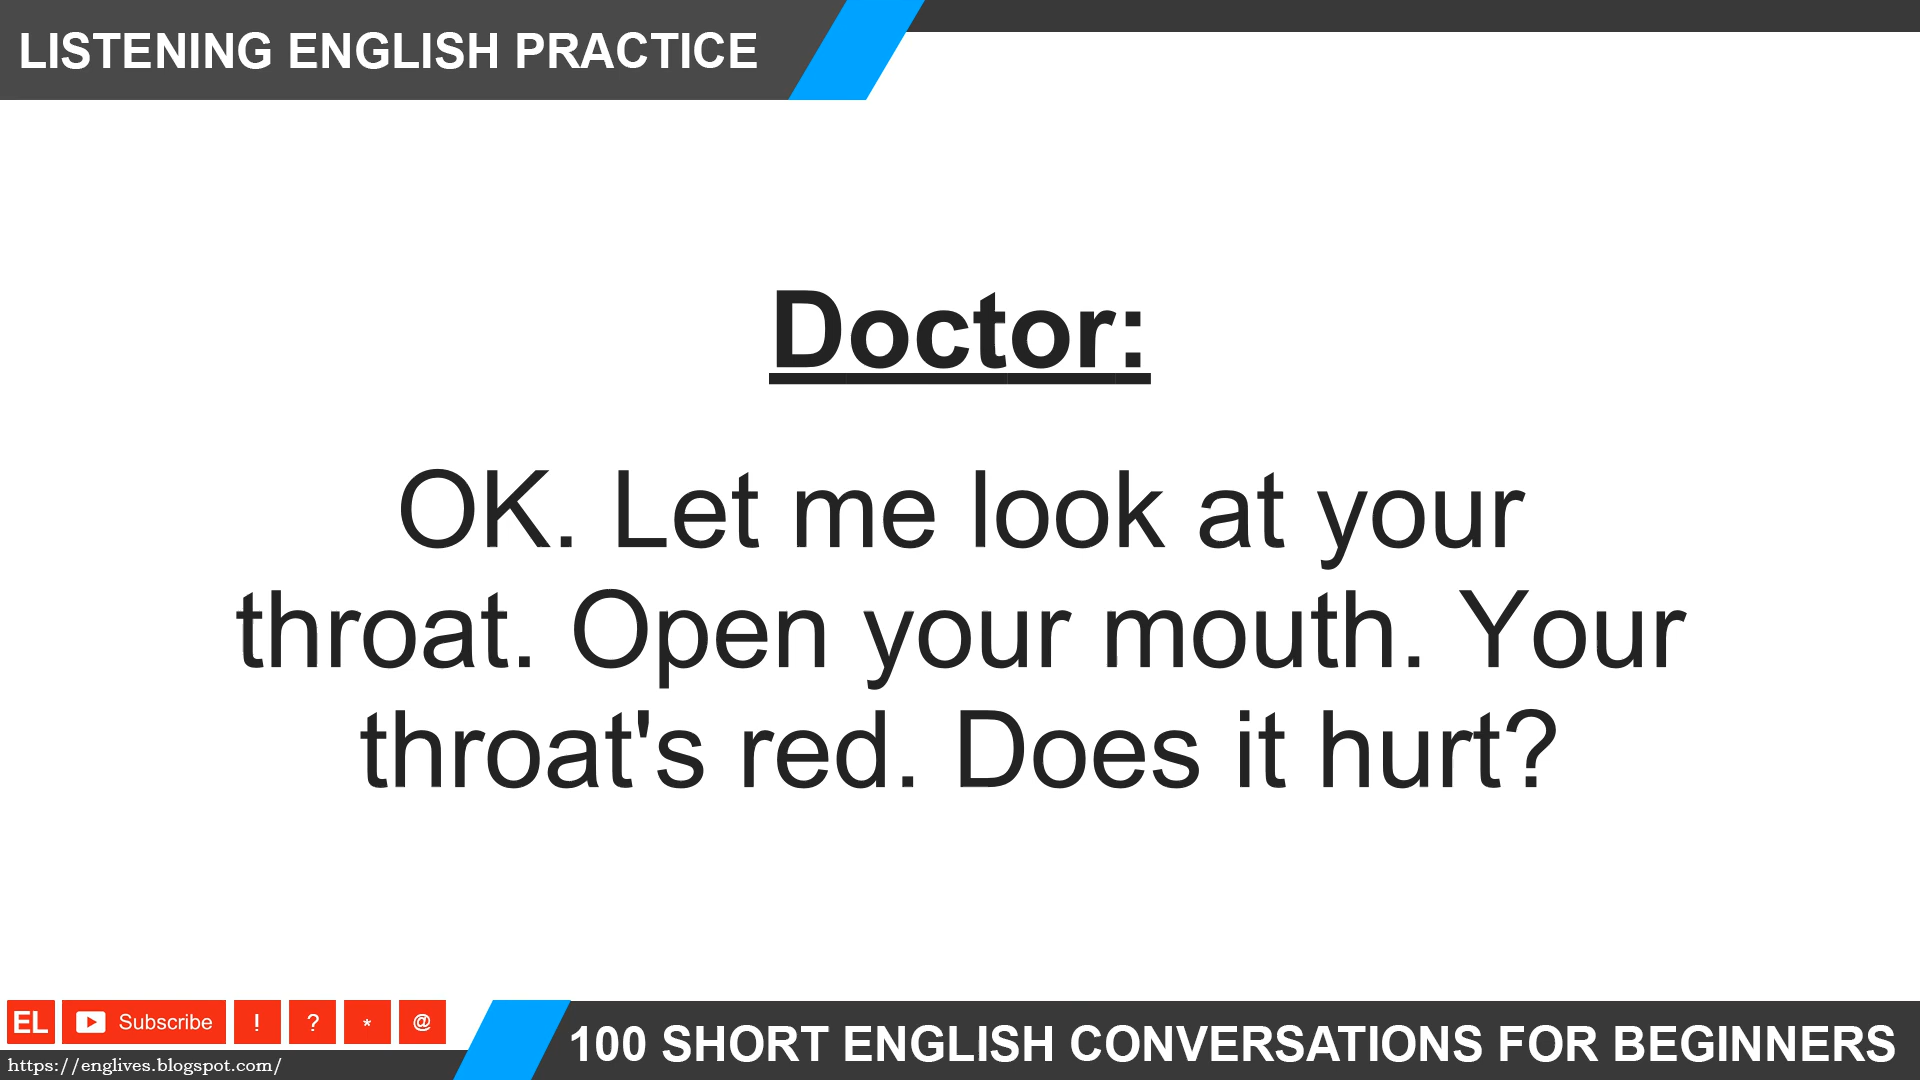 LISTENING ENGLISH PRACTICE
Doctor:
OK. Let me look at your
throat. Open your mouth. Your
throat's red. Does it hurt?
EL Subscribe ! ? * @
https://englives.blogspot.com/
100 SHORT ENGLISH CONVERSATIONS FOR BEGINNERS